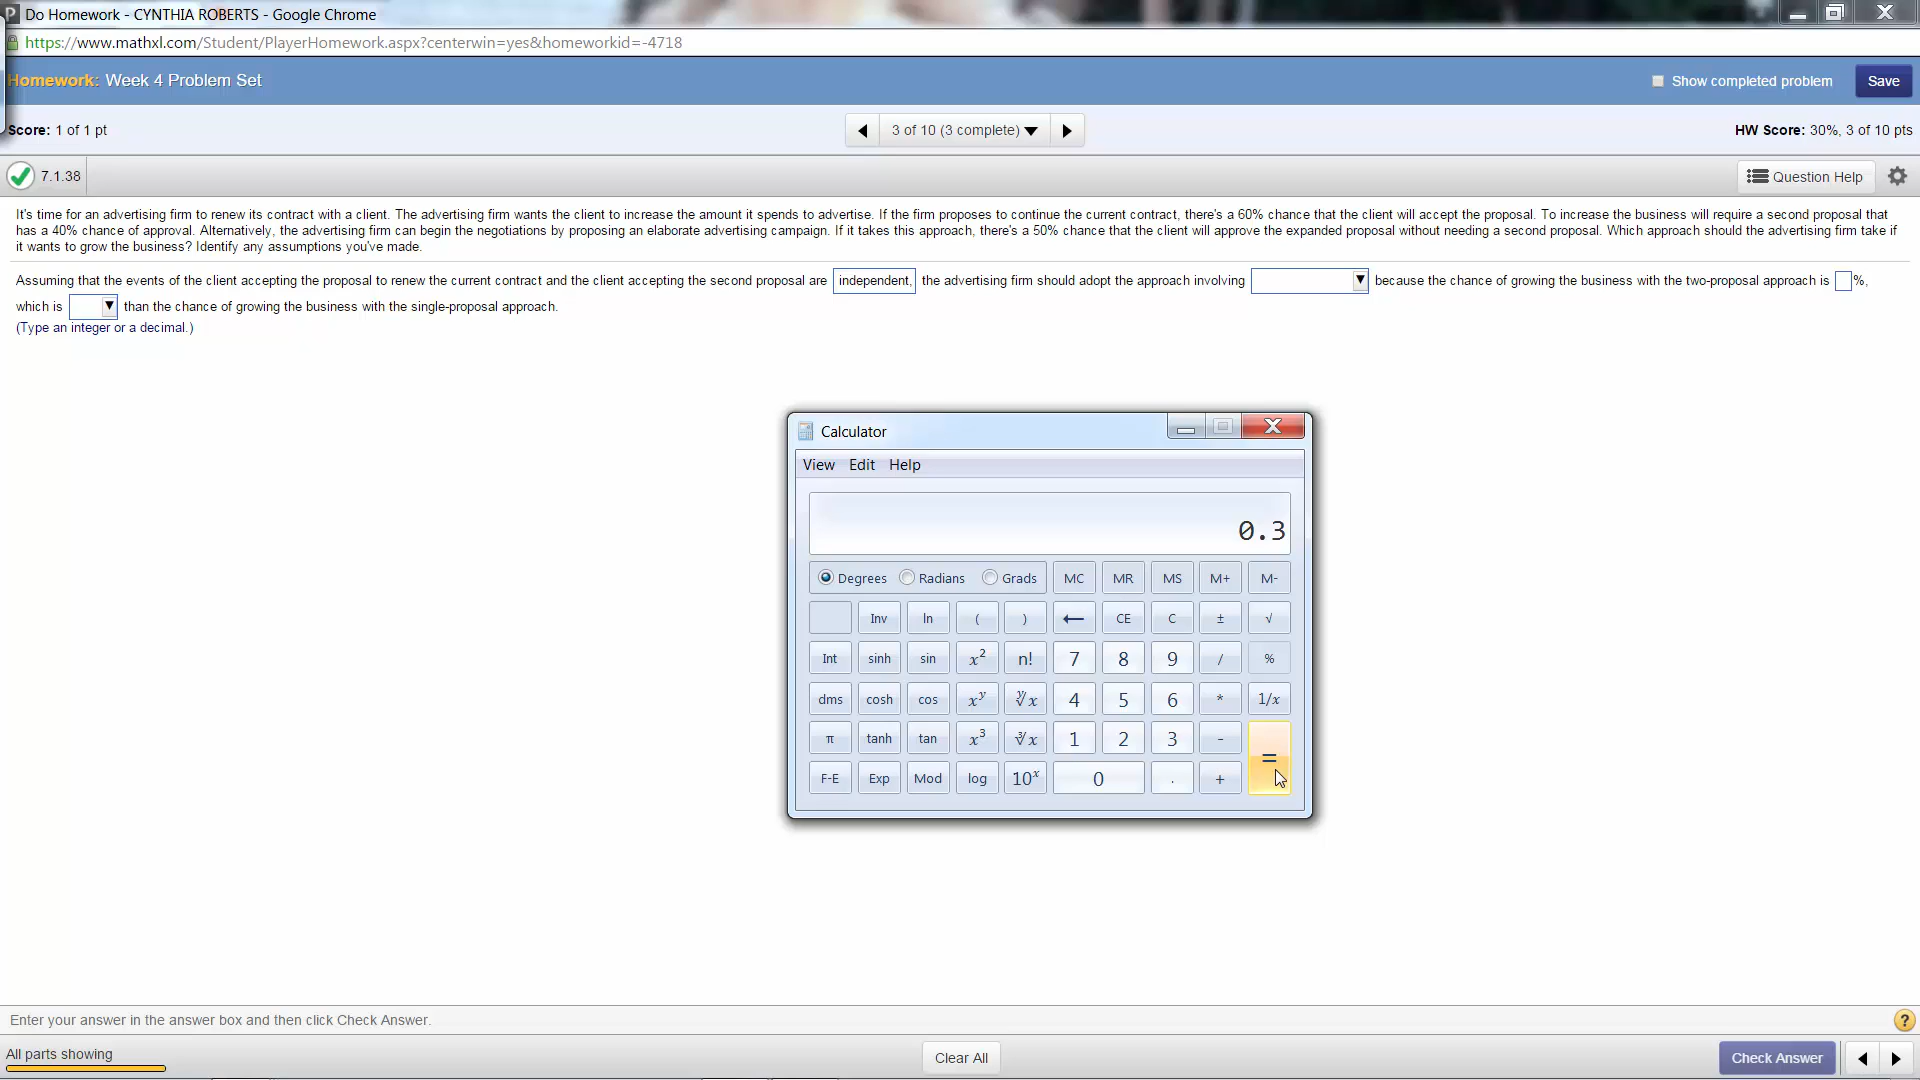 Do Homework - CYNTHIA ROBERTS - Google Chrome
https://www.mathxl.com/Student/PlayerHomework.aspx?centerwin=yes&homeworkid=-4718
Homework: Week 4 Problem Set
Show completed problem
Save
Score: 1 of 1 pt
3 of 10 (3 complete)
HW Score: 30%, 3 of 10 pts
7.1.38
Question Help
It's time for an advertising firm to renew its contract with a client. The advertising firm wants the client to increase the amount it spends to advertise. If the firm proposes to continue the current contract, there's a 60% chance that the client will accept the proposal. To increase the business will require a second proposal that
has a 40% chance of approval. Alternatively, the advertising firm can begin the negotiations by proposing an elaborate advertising campaign. If it takes this approach, there's a 50% chance that the client will approve the expanded proposal without needing a second proposal. Which approach should the advertising firm take if
it wants to grow the business? Identify any assumptions you've made.
Assuming that the events of the client accepting the proposal to renew the current contract and the client accepting the second proposal are independent, the advertising firm should adopt the approach involving because the chance of growing the business with the two-proposal approach is %,
which is than the chance of growing the business with the single-proposal approach.
(Type an integer or a decimal.)
Calculator
View Edit Help
0.3
Degrees Radians Grads MC MR MS M+ M-
Inv ln ( ) ← CE C ± √
Int sinh sin x² n! 7 8 9 / %
dms cosh cos xʸ ʸ√x 4 5 6 * 1/x
π tanh tan x³ ³√x 1 2 3 - =
F-E Exp Mod log 10ˣ 0 . +
Enter your answer in the answer box and then click Check Answer.
?
All parts showing
Clear All
Check Answer